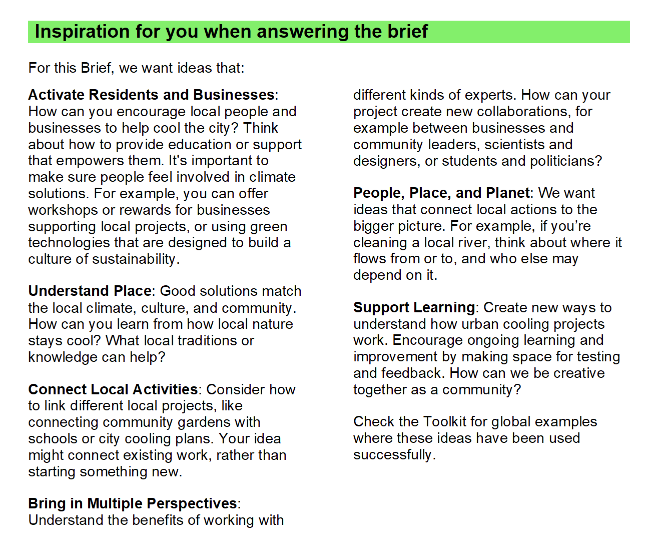 Inspiration for you when answering the brief
For this Brief, we want ideas that:
Activate Residents and Businesses:
How can you encourage local people and
businesses to help cool the city? Think
about how to provide education or support
that empowers them. It's important to
make sure people feel involved in climate
solutions. For example, you can offer
workshops or rewards for businesses
supporting local projects, or using green
technologies that are designed to build a
culture of sustainability.
Understand Place: Good solutions match
the local climate, culture, and community.
How can you learn from how local nature
stays cool? What local traditions or
knowledge can help?
Connect Local Activities: Consider how
to link different local projects, like
connecting community gardens with
schools or city cooling plans. Your idea
might connect existing work, rather than
starting something new.
Bring in Multiple Perspectives:
Understand the benefits of working with
different kinds of experts. How can your
project create new collaborations, for
example between businesses and
community leaders, scientists and
designers, or students and politicians?
People, Place, and Planet: We want
ideas that connect local actions to the
bigger picture. For example, if you're
cleaning a local river, think about where it
flows from or to, and who else may
depend on it.
Support Learning: Create new ways to
understand how urban cooling projects
work. Encourage ongoing learning and
improvement by making space for testing
and feedback. How can we be creative
together as a community?
Check the Toolkit for global examples
where these ideas have been used
successfully.